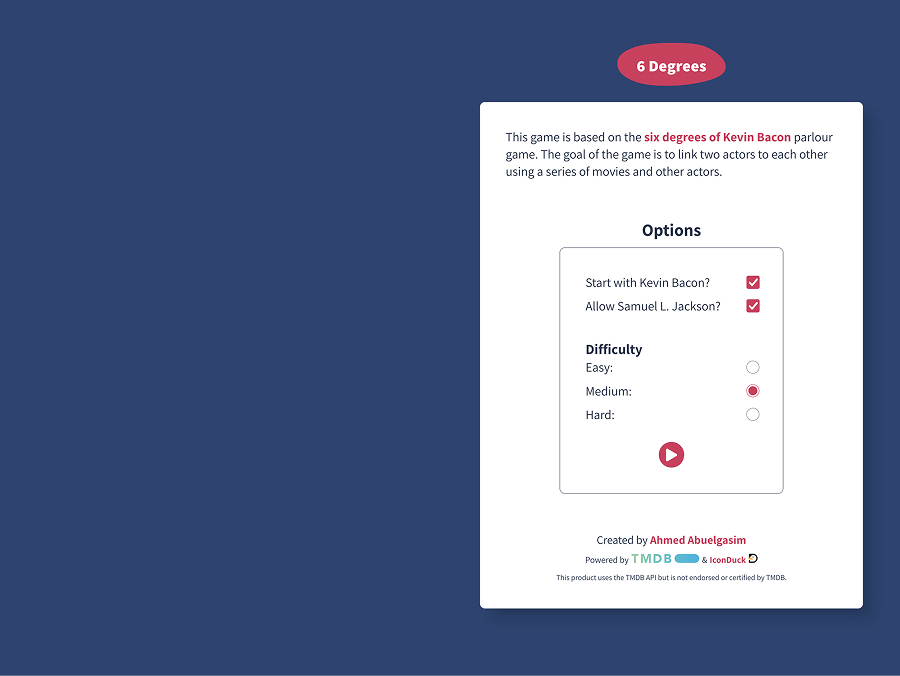 6 Degrees
This game is based on the six degrees of Kevin Bacon parlour
game. The goal of the game is to link two actors to each other
using a series of movies and other actors.
Options
Start with Kevin Bacon?
Allow Samuel L. Jackson?
Difficulty
Easy:
Medium:
Hard:
Created by Ahmed Abuelgasim
Powered by TMDB & IconDuck
This product uses the TMDB API but is not endorsed or certified by TMDB.